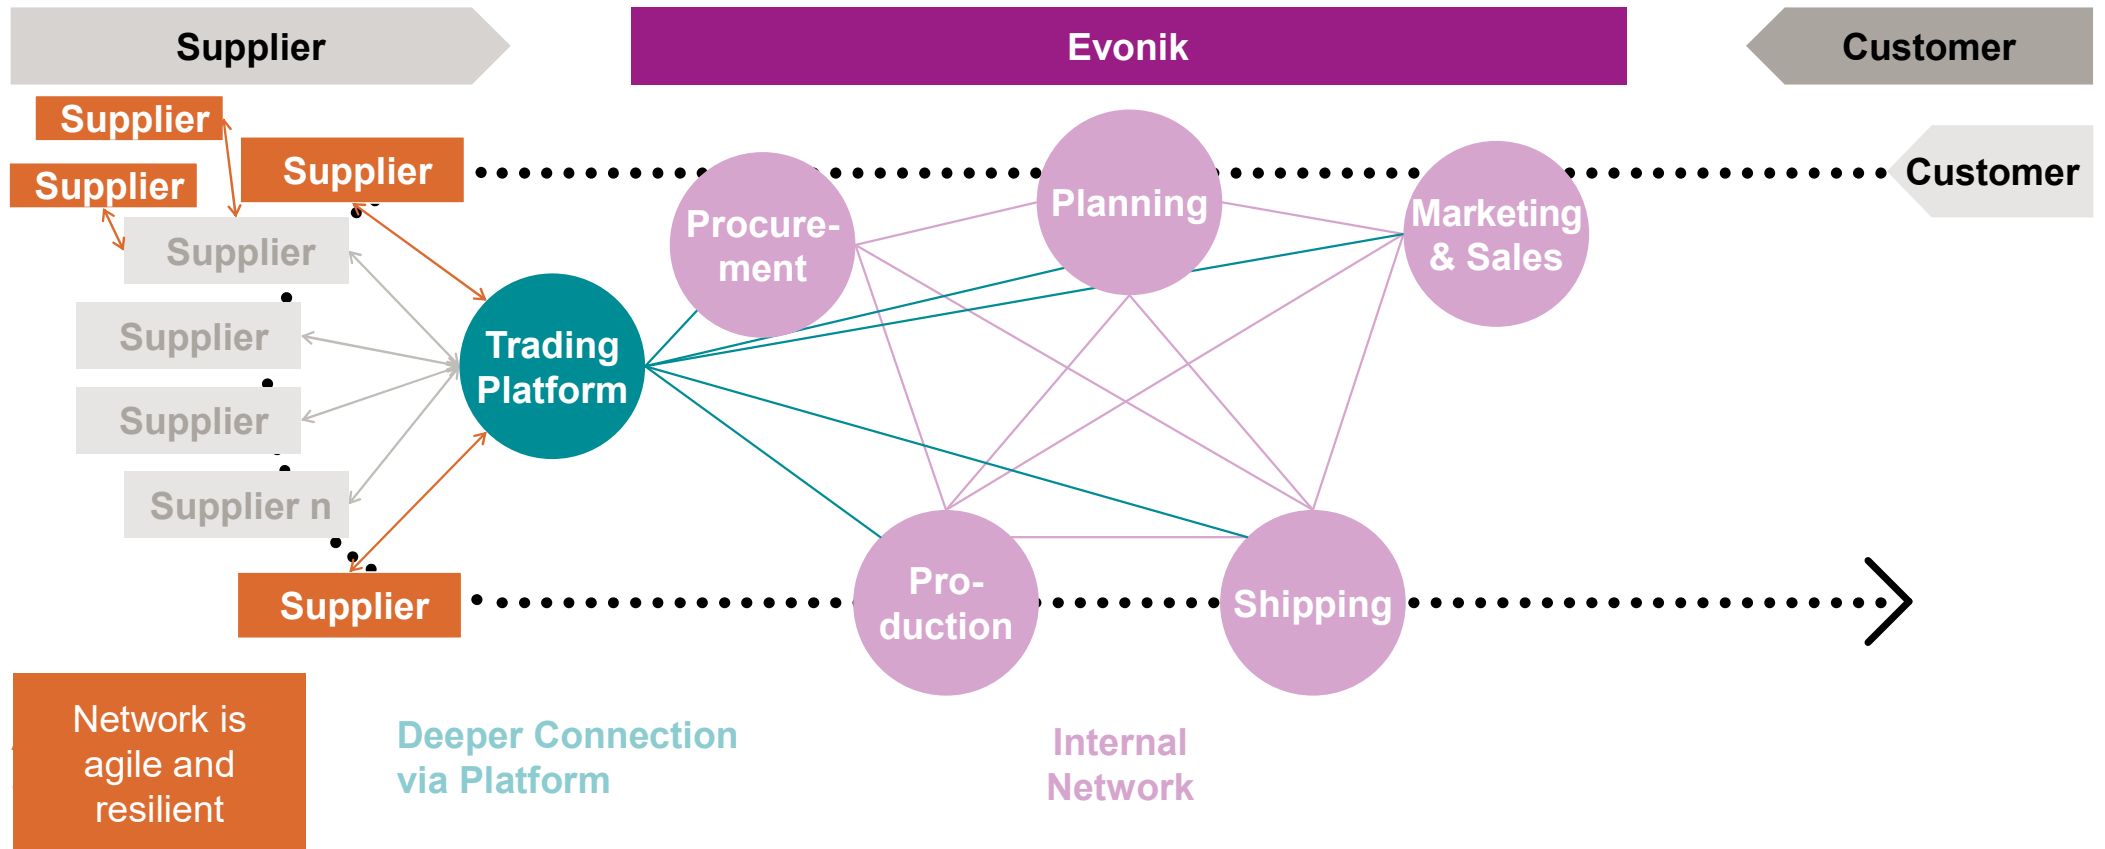 Supplier
Evonik
Customer
Supplier
Supplier
Supplier
Customer
Supplier
Supplier
Supplier
Supplier n
Supplier
Trading
Platform
Procure-
ment
Planning
Marketing
& Sales
Pro-
duction
Shipping
Network is
agile and
resilient
Deeper Connection
via Platform
Internal
Network